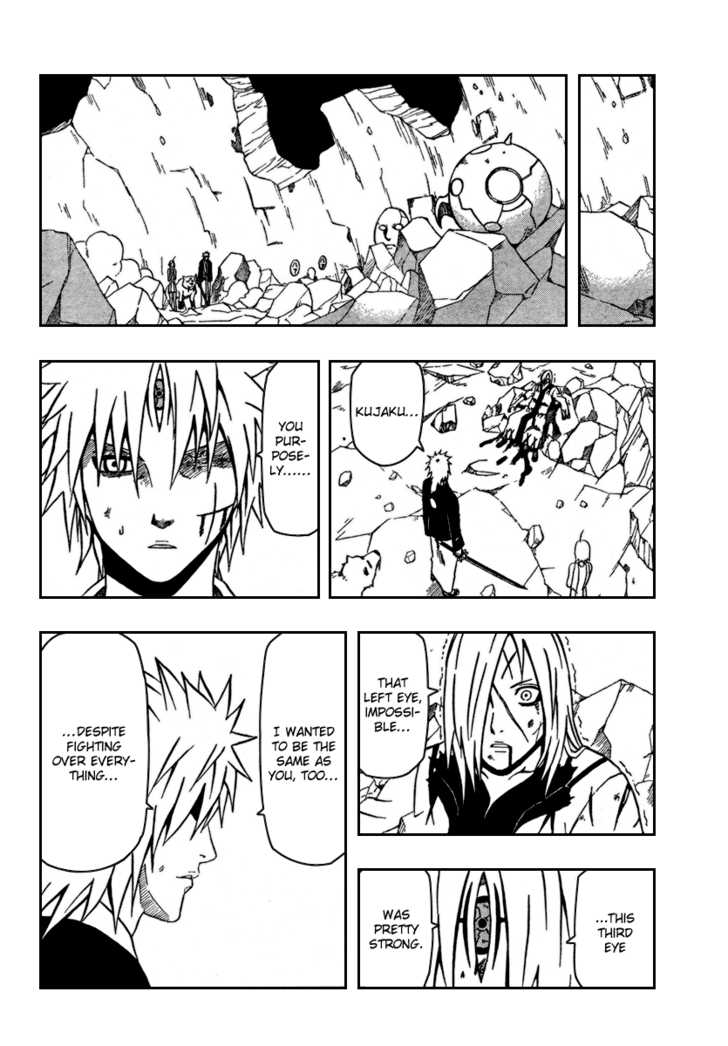 KUJAKU...
YOU
PUR-
POSE-
LY......
THAT
LEFT EYE,
IMPOSSI-
BLE...
I WANTED
TO BE THE
SAME AS
YOU, TOO...
...DESPITE
FIGHTING
OVER EVERY-
THING...
...THIS
THIRD
EYE
WAS
PRETTY
STRONG.